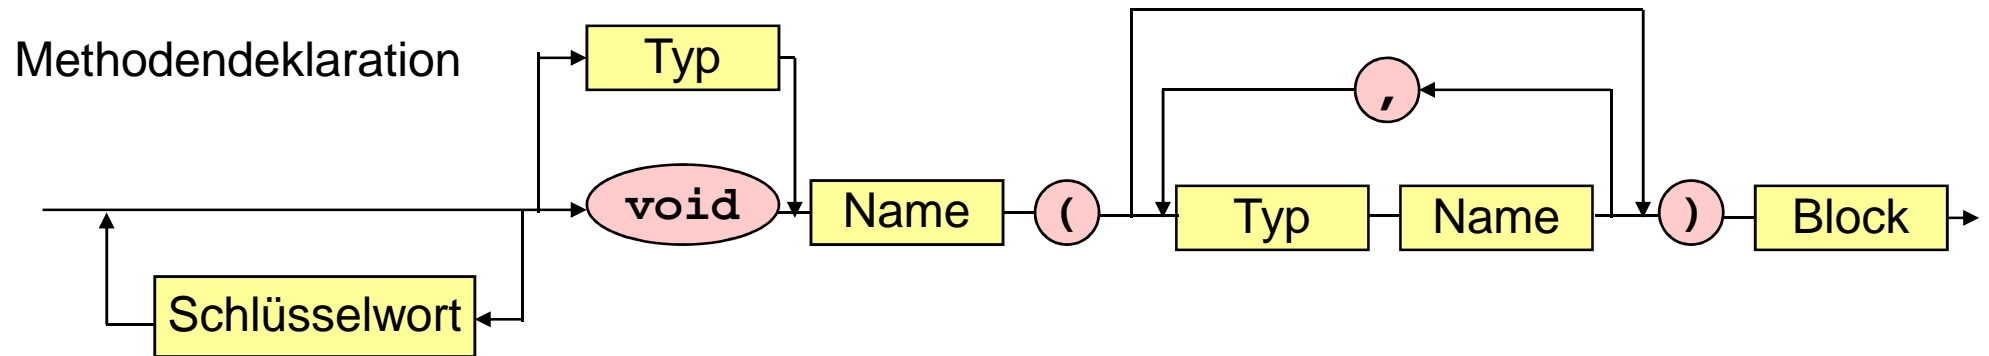 Methodendeklaration
Typ
,
void Name ( Typ Name ) Block
Schlüsselwort